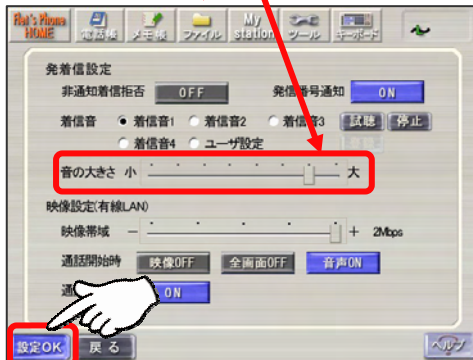 Flet's Phone HOME 電話帳 メモ帳 ファイル My station ツール キーボード
発着信設定
非通知着信拒否 OFF 発信番号通知 ON
着信音 着信音1 着信音2 着信音3 試聴 停止
着信音4 ユーザ設定
音の大きさ 小 大
映像設定(有線LAN)
映像帯域 - + 2Mbps
通話開始時 映像OFF 全画面OFF 音声ON
通 ON
設定OK 戻る ヘルプ